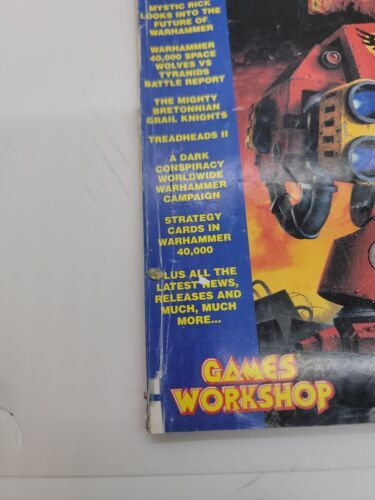 MYSTIC RICK
LOOKS INTO THE
FUTURE OF
WARHAMMER
WARHAMMER
40,000 SPACE
WOLVES VS
TYRANIDS
BATTLE REPORT
THE MIGHTY
BRETONNIAN
GRAIL KNIGHTS
TREADHEADS II
A DARK
CONSPIRACY
WORLDWIDE
WARHAMMER
CAMPAIGN
STRATEGY
CARDS IN
WARHAMMER
40,000
PLUS ALL THE
LATEST NEWS,
RELEASES AND
MUCH, MUCH
MORE...
GAMES
WORKSHOP